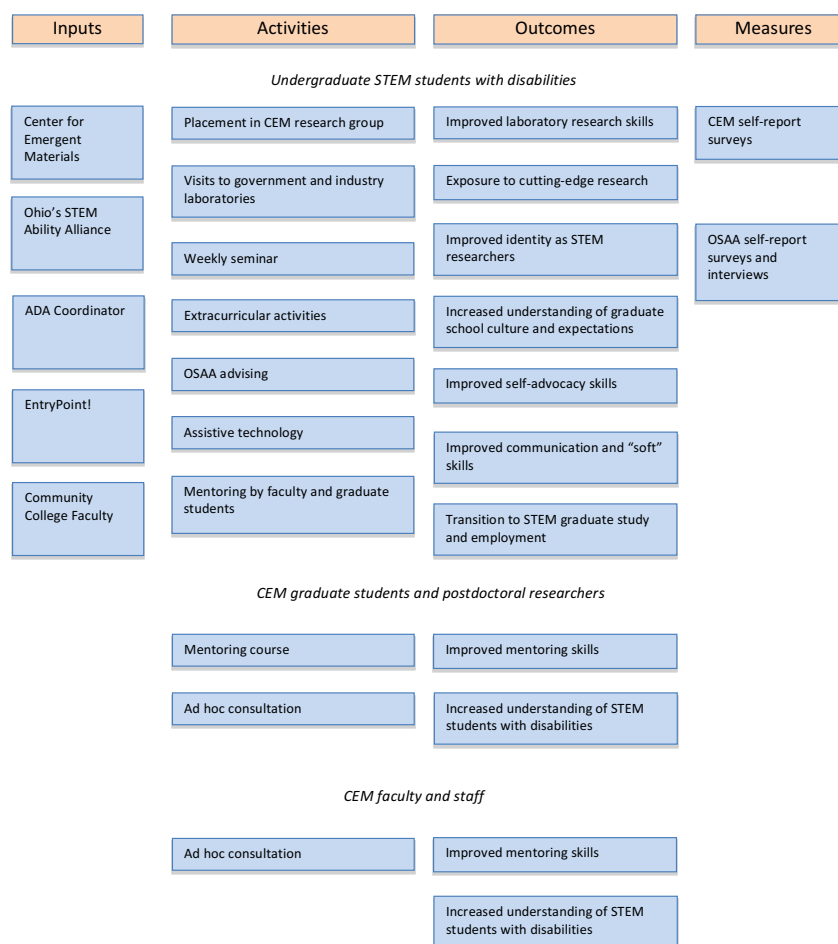 Inputs
Activities
Outcomes
Measures
Undergraduate STEM students with disabilities
Center for
Emergent
Materials
Ohio's STEM
Ability Alliance
ADA Coordinator
EntryPoint!
Community
College Faculty
Placement in CEM research group
Visits to government and industry
laboratories
Weekly seminar
Extracurricular activities
OSAA advising
Assistive technology
Mentoring by faculty and graduate
students
Improved laboratory research skills
Exposure to cutting-edge research
Improved identity as STEM
researchers
Increased understanding of graduate
school culture and expectations
Improved self-advocacy skills
Improved communication and “soft”
skills
Transition to STEM graduate study
and employment
CEM self-report
surveys
OSAA self-report
surveys and
interviews
CEM graduate students and postdoctoral researchers
Mentoring course
Ad hoc consultation
Improved mentoring skills
Increased understanding of STEM
students with disabilities
CEM faculty and staff
Ad hoc consultation
Improved mentoring skills
Increased understanding of STEM
students with disabilities